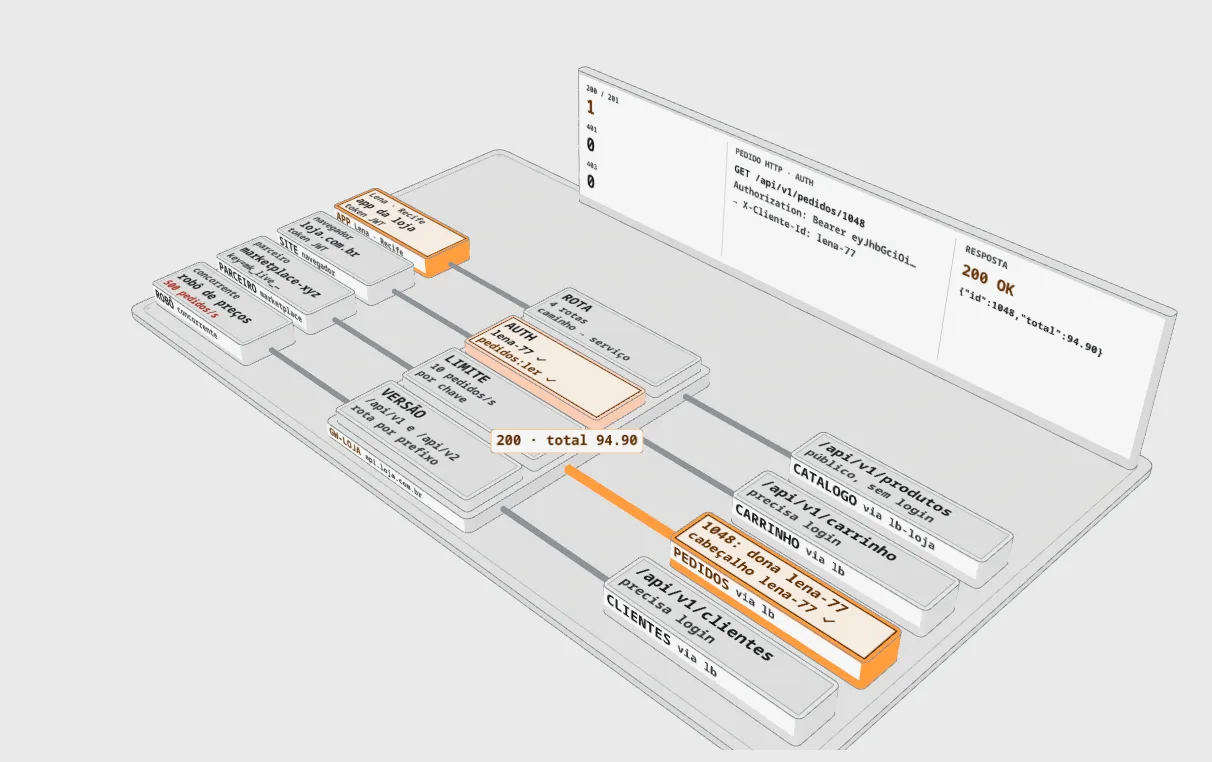 200 / 201
1
401
0
403
0
PEDIDO HTTP · AUTH
GET /api/v1/pedidos/1048
Authorization: Bearer eyJhbGciOi…
→ X-Cliente-Id: lena-77
RESPOSTA
200 OK
{"id":1048,"total":94.90}
Lena · Recife
app da loja
token JWT
APP Lena · Recife
navegador
loja.com.br
token JWT
SITE navegador
parceiro
marketplace-xyz
PARCEIRO marketplace
concorrente
robô de preços
500 pedidos/s
ROBÔ concorrente
ROTA
4 rotas
caminho → serviço
AUTH
lena-77 ✓
pedidos:ler ✓
LIMITE
10 pedidos/s
por chave
VERSÃO
/api/v1 e /api/v2
rota por prefixo
GW-LOJA api.loja.com.br
200 · total 94.90
/api/v1/produtos
público, sem login
CATALOGO via lb-loja
/api/v1/carrinho
precisa login
CARRINHO via lb
1048: dona lena-77
cabeçalho lena-77 ✓
PEDIDOS via lb
/api/v1/clientes
precisa login
CLIENTES via lb